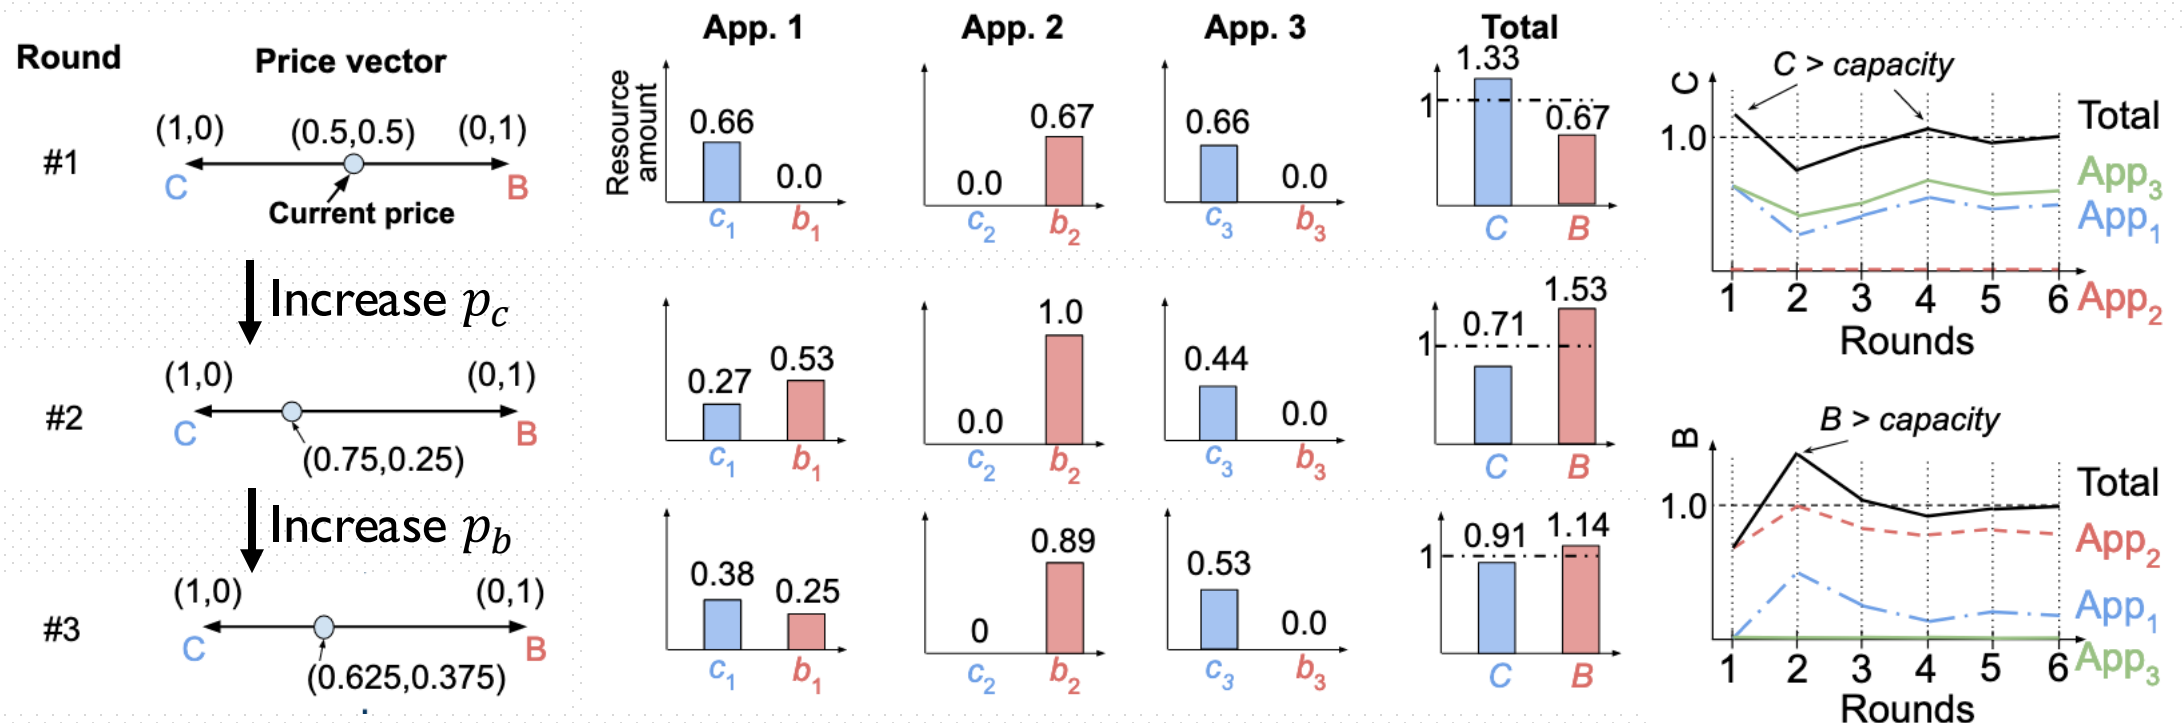 Round
Price vector
App. 1
App. 2
App. 3
Total
#1
(1,0)
(0.5,0.5)
(0,1)
C
B
Current price
Resource
amount
0.66
0.0
c1
b1
0.0
0.67
c2
b2
0.66
0.0
c3
b3
1.33
1
0.67
C
B
Increase pc
#2
(1,0)
(0,1)
C
B
(0.75,0.25)
0.27
0.53
c1
b1
0.0
1.0
c2
b2
0.44
0.0
c3
b3
0.71
1.53
1
C
B
Increase pb
#3
(1,0)
(0,1)
C
B
(0.625,0.375)
0.38
0.25
c1
b1
0
0.89
c2
b2
0.53
0.0
c3
b3
0.91
1.14
1
C
B
C
C > capacity
1.0
Total
App3
App1
App2
1 2 3 4 5 6
Rounds
B
B > capacity
1.0
Total
App2
App1
App3
1 2 3 4 5 6
Rounds